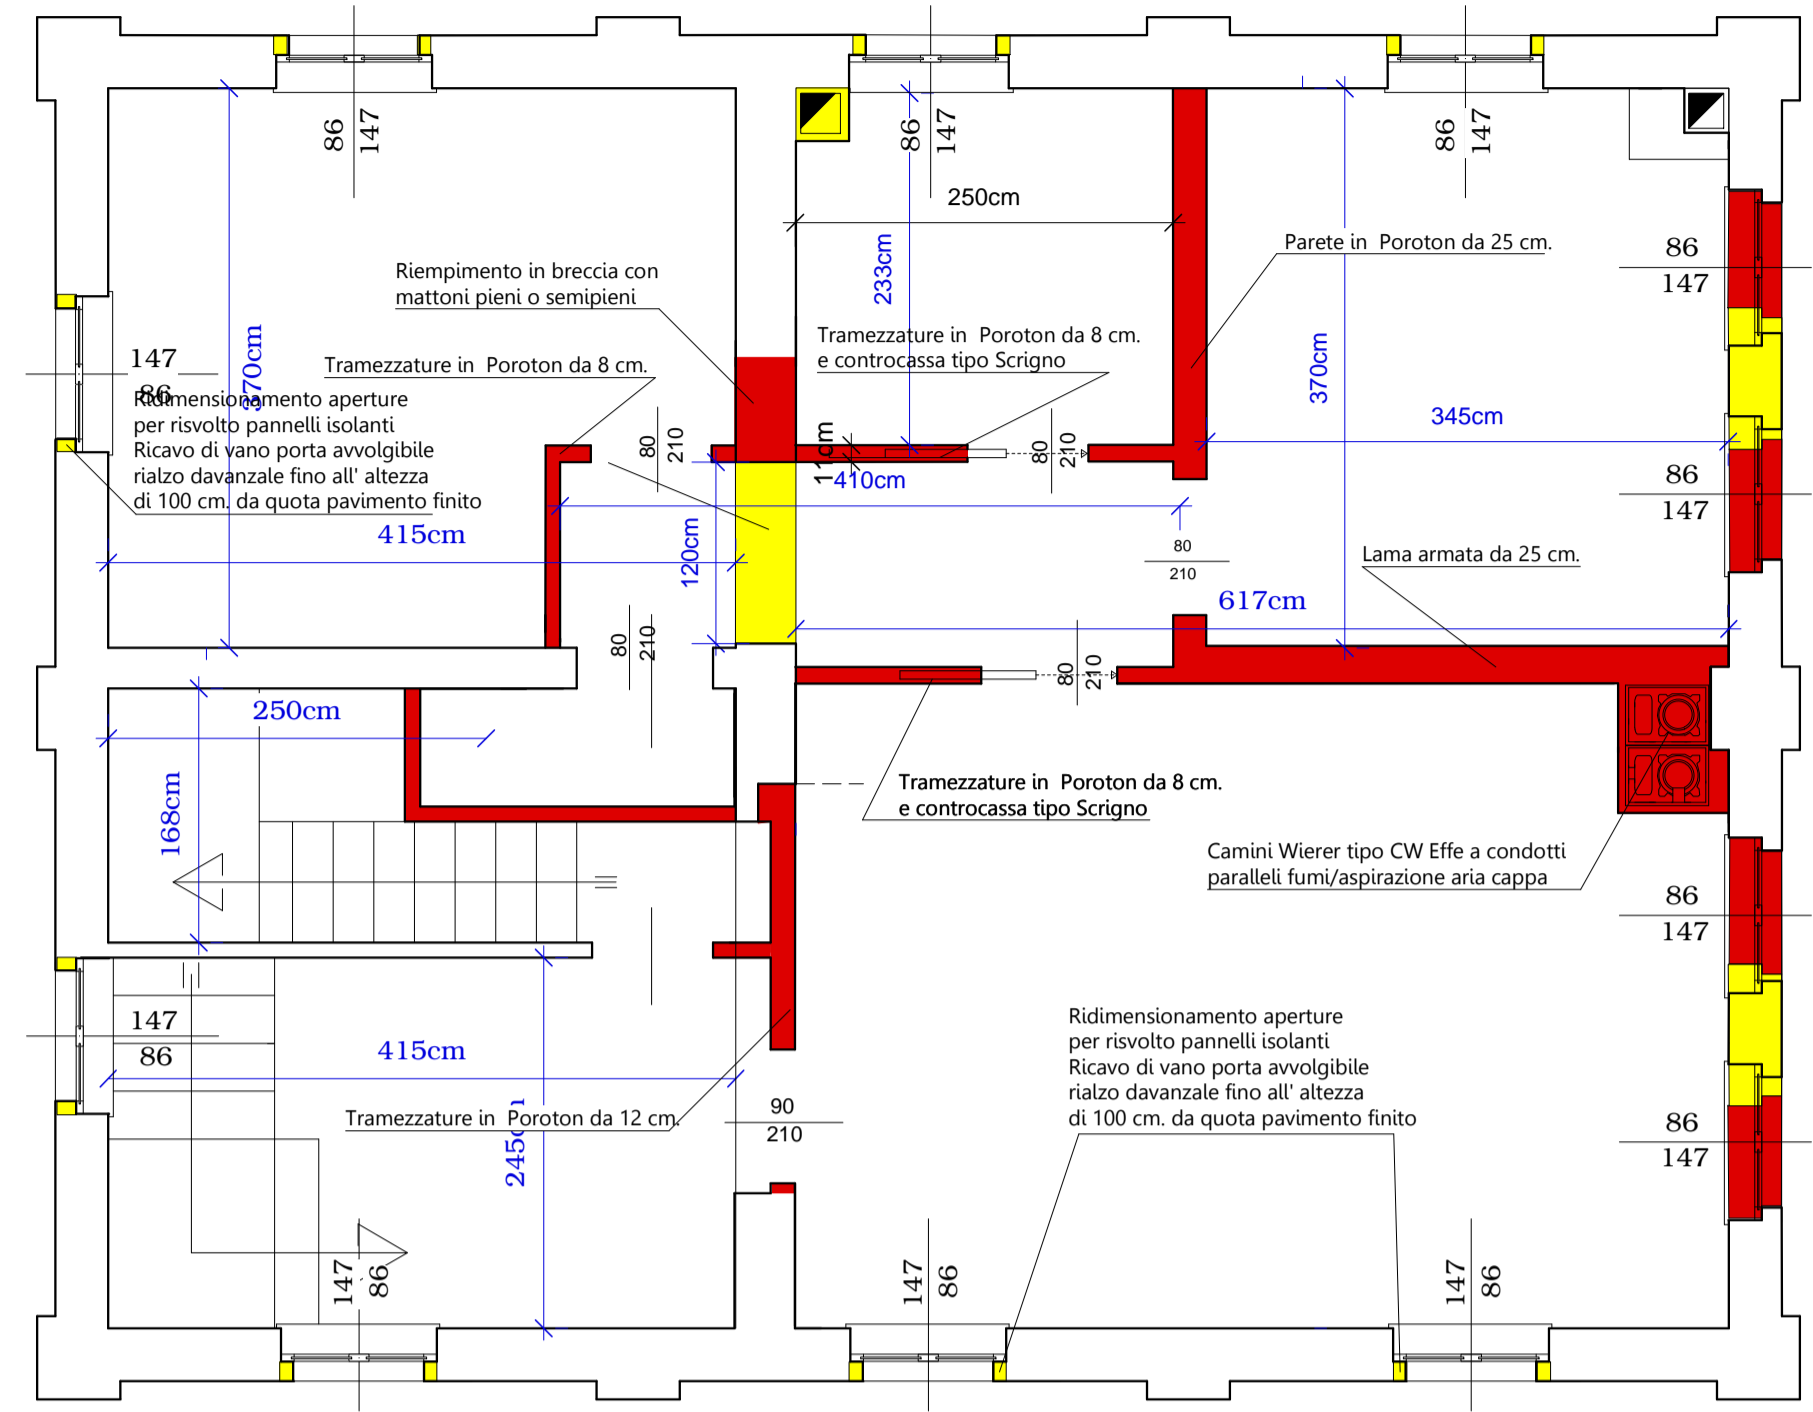 86
147
86
147
86
147
250cm
233cm
Parete in Poroton da 25 cm.
86
147
Riempimento in breccia con
mattoni pieni o semipieni
Tramezzature in Poroton da 8 cm.
e controcassa tipo Scrigno
Tramezzature in Poroton da 8 cm.
147
86
370cm
370cm
345cm
Ridimensionamento aperture
per risvolto pannelli isolanti
Ricavo di vano porta avvolgibile
rialzo davanzale fino all' altezza
di 100 cm. da quota pavimento finito
80
210
11cm
80
210
410cm
86
147
415cm
120cm
80
210
Lama armata da 25 cm.
617cm
80
210
80
210
250cm
168cm
Tramezzature in Poroton da 8 cm.
e controcassa tipo Scrigno
Camini Wierer tipo CW Effe a condotti
paralleli fumi/aspirazione aria cappa
86
147
147
86
415cm
Ridimensionamento aperture
per risvolto pannelli isolanti
Ricavo di vano porta avvolgibile
rialzo davanzale fino all' altezza
di 100 cm. da quota pavimento finito
Tramezzature in Poroton da 12 cm.
245cm
90
210
86
147
147
86
147
86
147
86